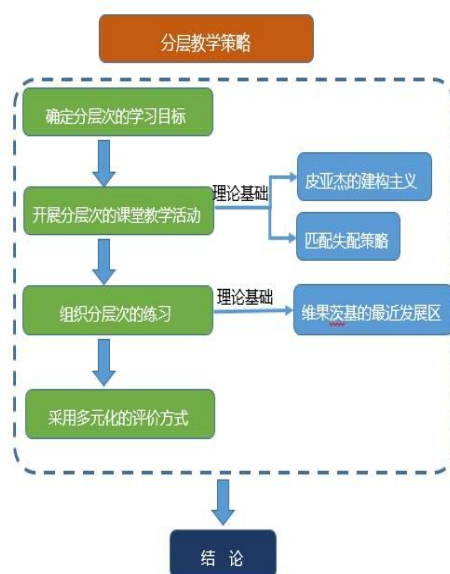 分层教学策略
确定分层次的学习目标
开展分层次的课堂教学活动
理论基础
皮亚杰的建构主义
匹配失配策略
组织分层次的练习
理论基础
维果茨基的最近发展区
采用多元化的评价方式
结 论